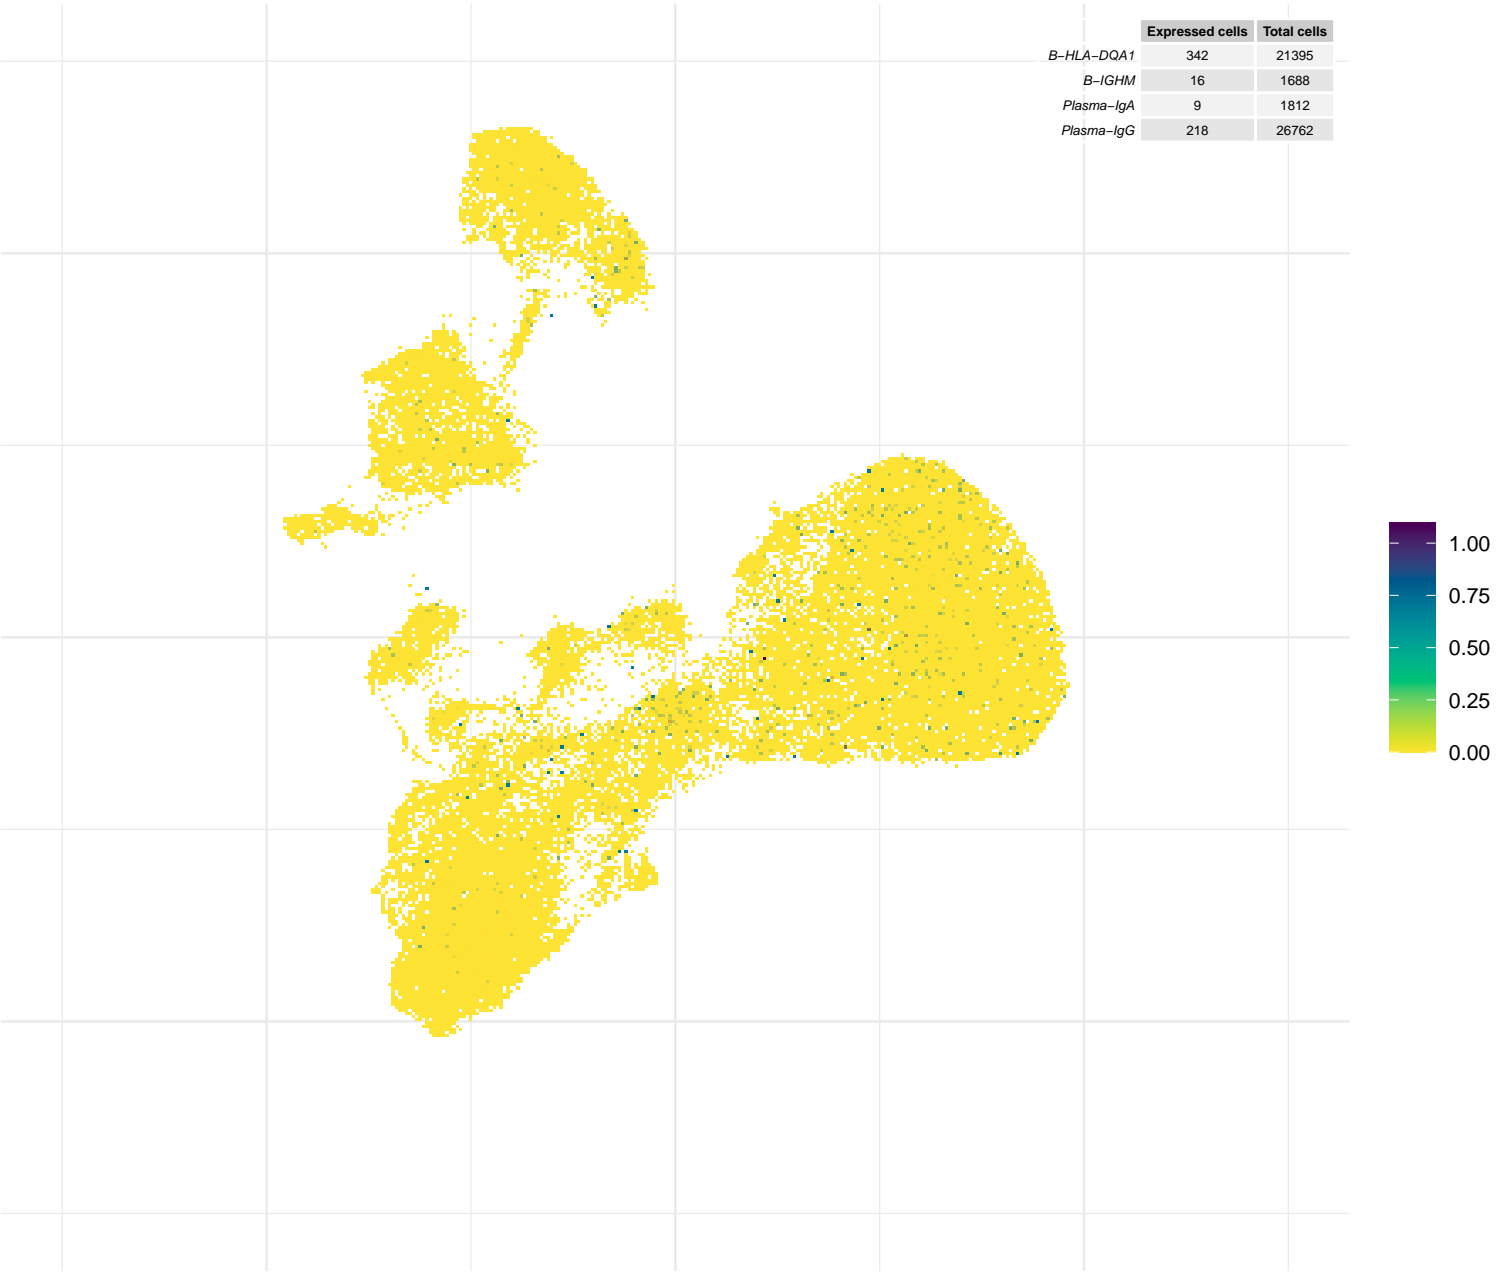 Expressed cells Total cells
B−HLA−DQA1 342 21395
B−IGHM 16 1688
Plasma−IgA 9 1812
Plasma−IgG 218 26762
1.00
0.75
0.50
0.25
0.00